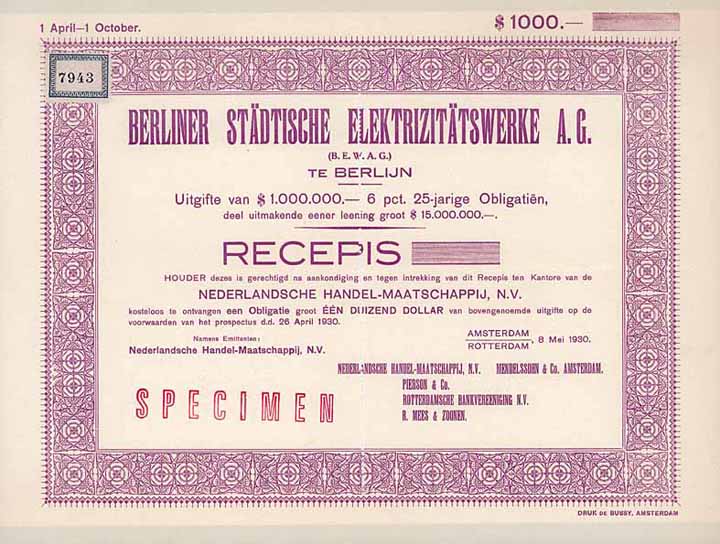 1 April—1 October.
$ 1000.—
7943
BERLINER STÄDTISCHE ELEKTRIZITÄTSWERKE A.G.
(B. E. W. A. G.)
TE BERLIJN
Uitgifte van $ 1.000.000.— 6 pct. 25-jarige Obligatiën,
deel uitmakende eener leening groot $ 15.000.000.—.
RECEPIS
HOUDER dezes is gerechtigd na aankondiging en tegen intrekking van dit Recepis ten Kantore van de
NEDERLANDSCHE HANDEL-MAATSCHAPPIJ, N.V.
kosteloos te ontvangen een Obligatie groot ÉÉN DUIZEND DOLLAR van bovengenoemde uitgifte op de
voorwaarden van het prospectus d.d. 26 April 1930.
Namens Emittenten:
Nederlandsche Handel-Maatschappij, N.V.
AMSTERDAM
ROTTERDAM, 8 Mei 1930.
NEDERLANDSCHE HANDEL-MAATSCHAPPIJ, N.V. MENDELSSOHN & CO. AMSTERDAM.
PIERSON & CO.
ROTTERDAMSCHE BANKVEREENIGING N.V.
R. MEES & ZOONEN.
SPECIMEN
DRUK DE BUSSY, AMSTERDAM